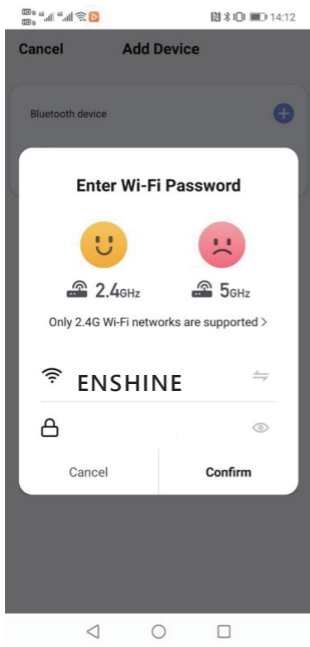 14:12
Cancel Add Device
Bluetooth device
Enter Wi-Fi Password
2.4GHz 5GHz
Only 2.4G Wi-Fi networks are supported >
ENSHINE
Cancel Confirm